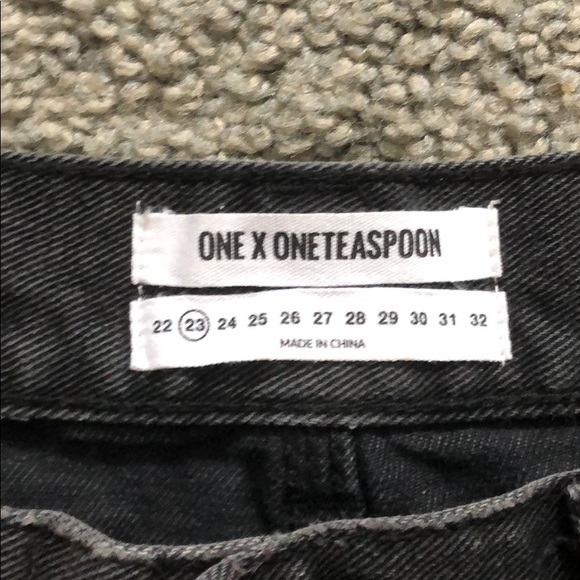 ONE X ONETEASPOON
22 23 24 25 26 27 28 29 30 31 32
MADE IN CHINA